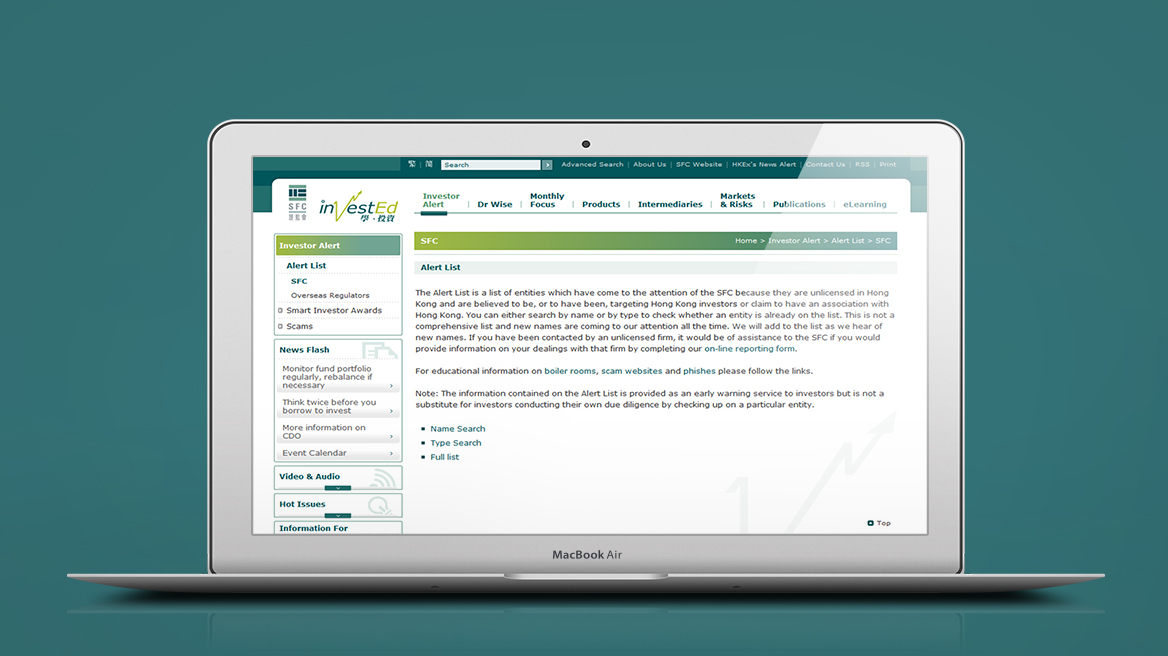 繁 | 簡 Search Advanced Search | About Us | SFC Website | HKEx's News Alert | Contact Us | RSS | Print
SFC
證監會
inVestEd
學·投資
Investor Alert | Dr Wise | Monthly Focus | Products | Intermediaries | Markets & Risks | Publications | eLearning
Investor Alert
Alert List
SFC
Overseas Regulators
Smart Investor Awards
Scams
News Flash
Monitor fund portfolio
regularly, rebalance if
necessary
Think twice before you
borrow to invest
More information on
CDO
Event Calendar
Video & Audio
Hot Issues
Information For
SFC
Home > Investor Alert > Alert List > SFC
Alert List
The Alert List is a list of entities which have come to the attention of the SFC because they are unlicensed in Hong
Kong and are believed to be, or to have been, targeting Hong Kong investors or claim to have an association with
Hong Kong. You can either search by name or by type to check whether an entity is already on the list. This is not a
comprehensive list and new names are coming to our attention all the time. We will add to the list as we hear of
new names. If you have been contacted by an unlicensed firm, it would be of assistance to the SFC if you would
provide information on your dealings with that firm by completing our on-line reporting form.
For educational information on boiler rooms, scam websites and phishes please follow the links.
Note: The information contained on the Alert List is provided as an early warning service to investors but is not a
substitute for investors conducting their own due diligence by checking up on a particular entity.
Name Search
Type Search
Full list
Top
MacBook Air